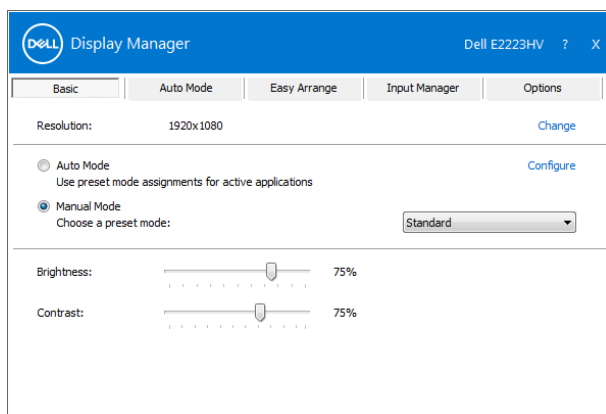 DELL Display Manager Dell E2223HV ? X
Basic Auto Mode Easy Arrange Input Manager Options
Resolution: 1920x1080 Change
Auto Mode Configure
Use preset mode assignments for active applications
Manual Mode
Choose a preset mode: Standard
Brightness: 75%
Contrast: 75%